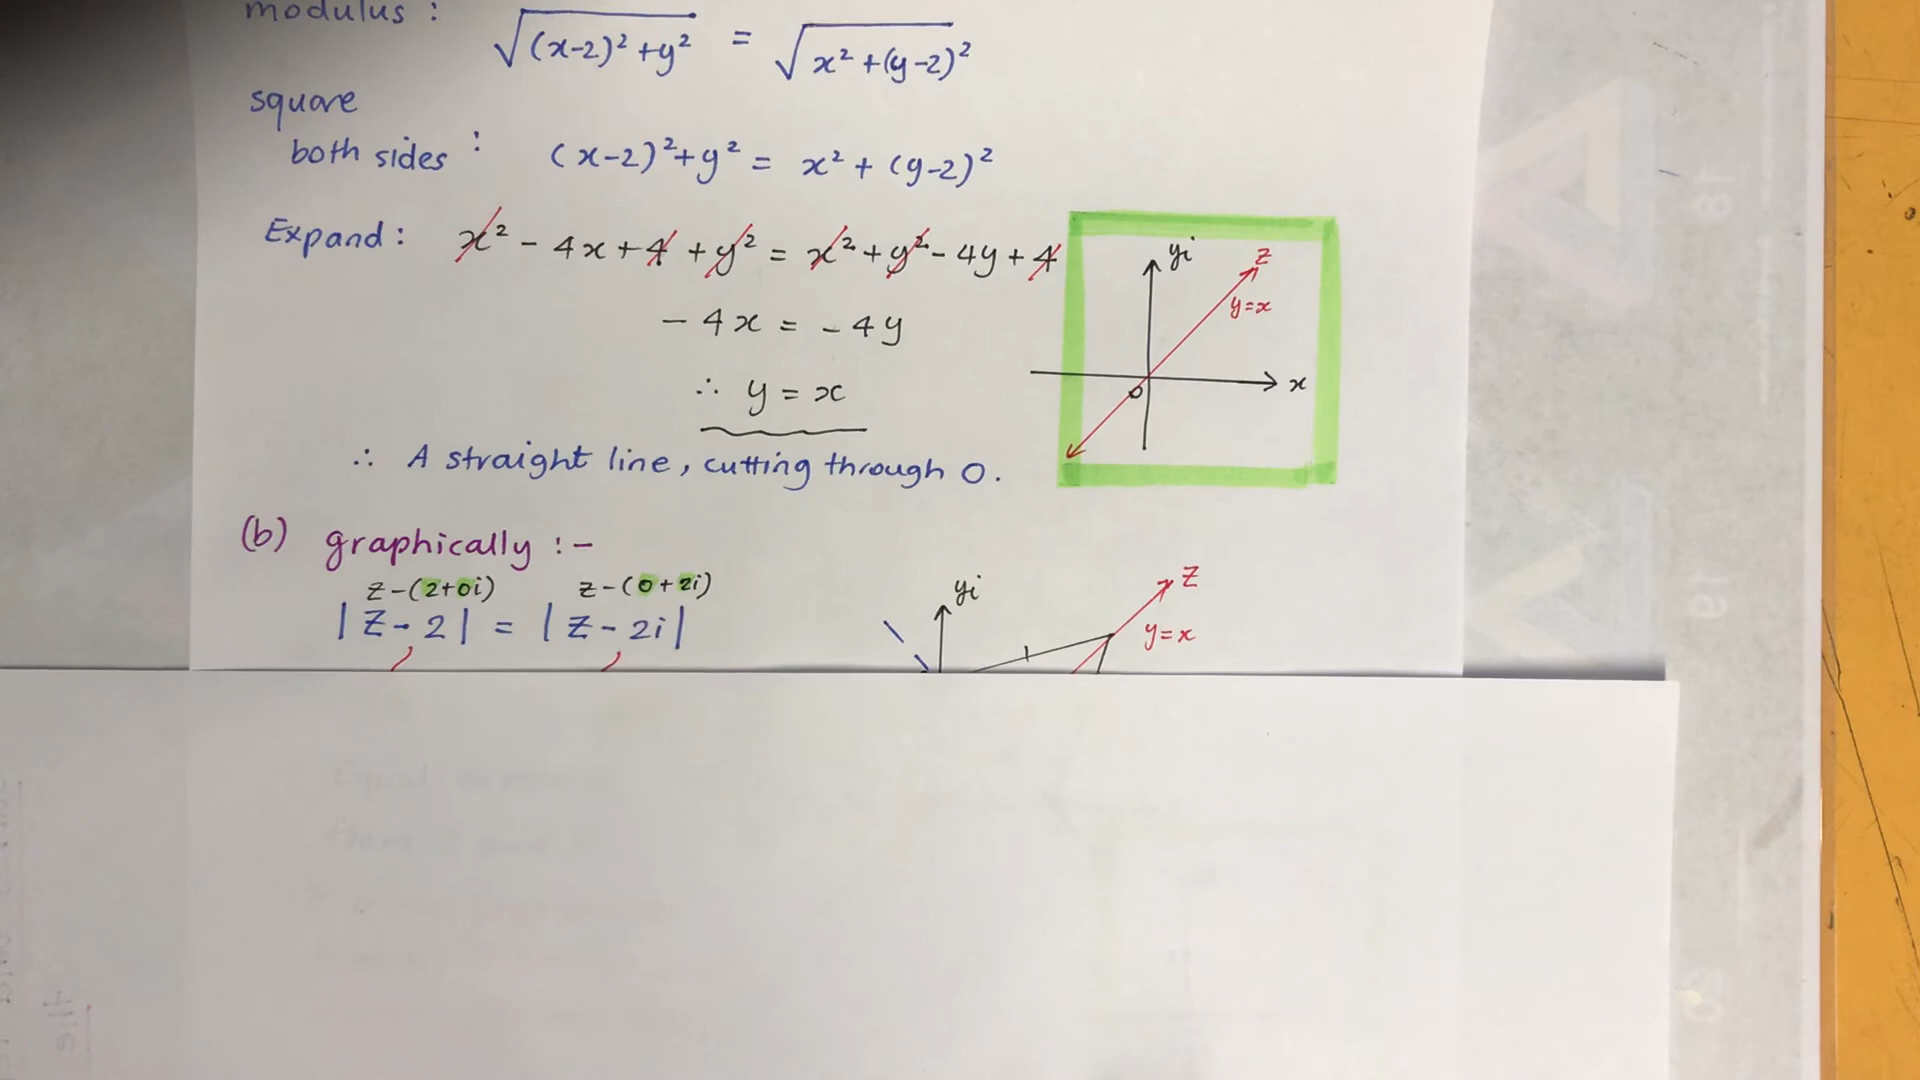 modulus : √(x-2)² + y² = √x² + (y-2)²
square
both sides : (x-2)² + y² = x² + (y-2)²
Expand : x² - 4x + 4 + y² = x² + y² - 4y + 4
- 4x = - 4y
∴ y = x
∴ A straight line, cutting through O.
yi
z
y=x
O
x
(b) graphically :-
z-(2+0i) z-(0+2i)
|z-2| = |z-2i|
yi
z
y=x